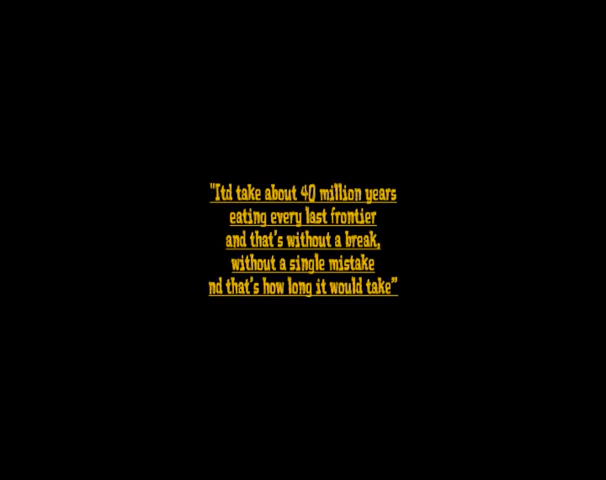 "Itd take about 40 million years
eating every last frontier
and that's without a break,
without a single mistake
nd that's how long it would take"